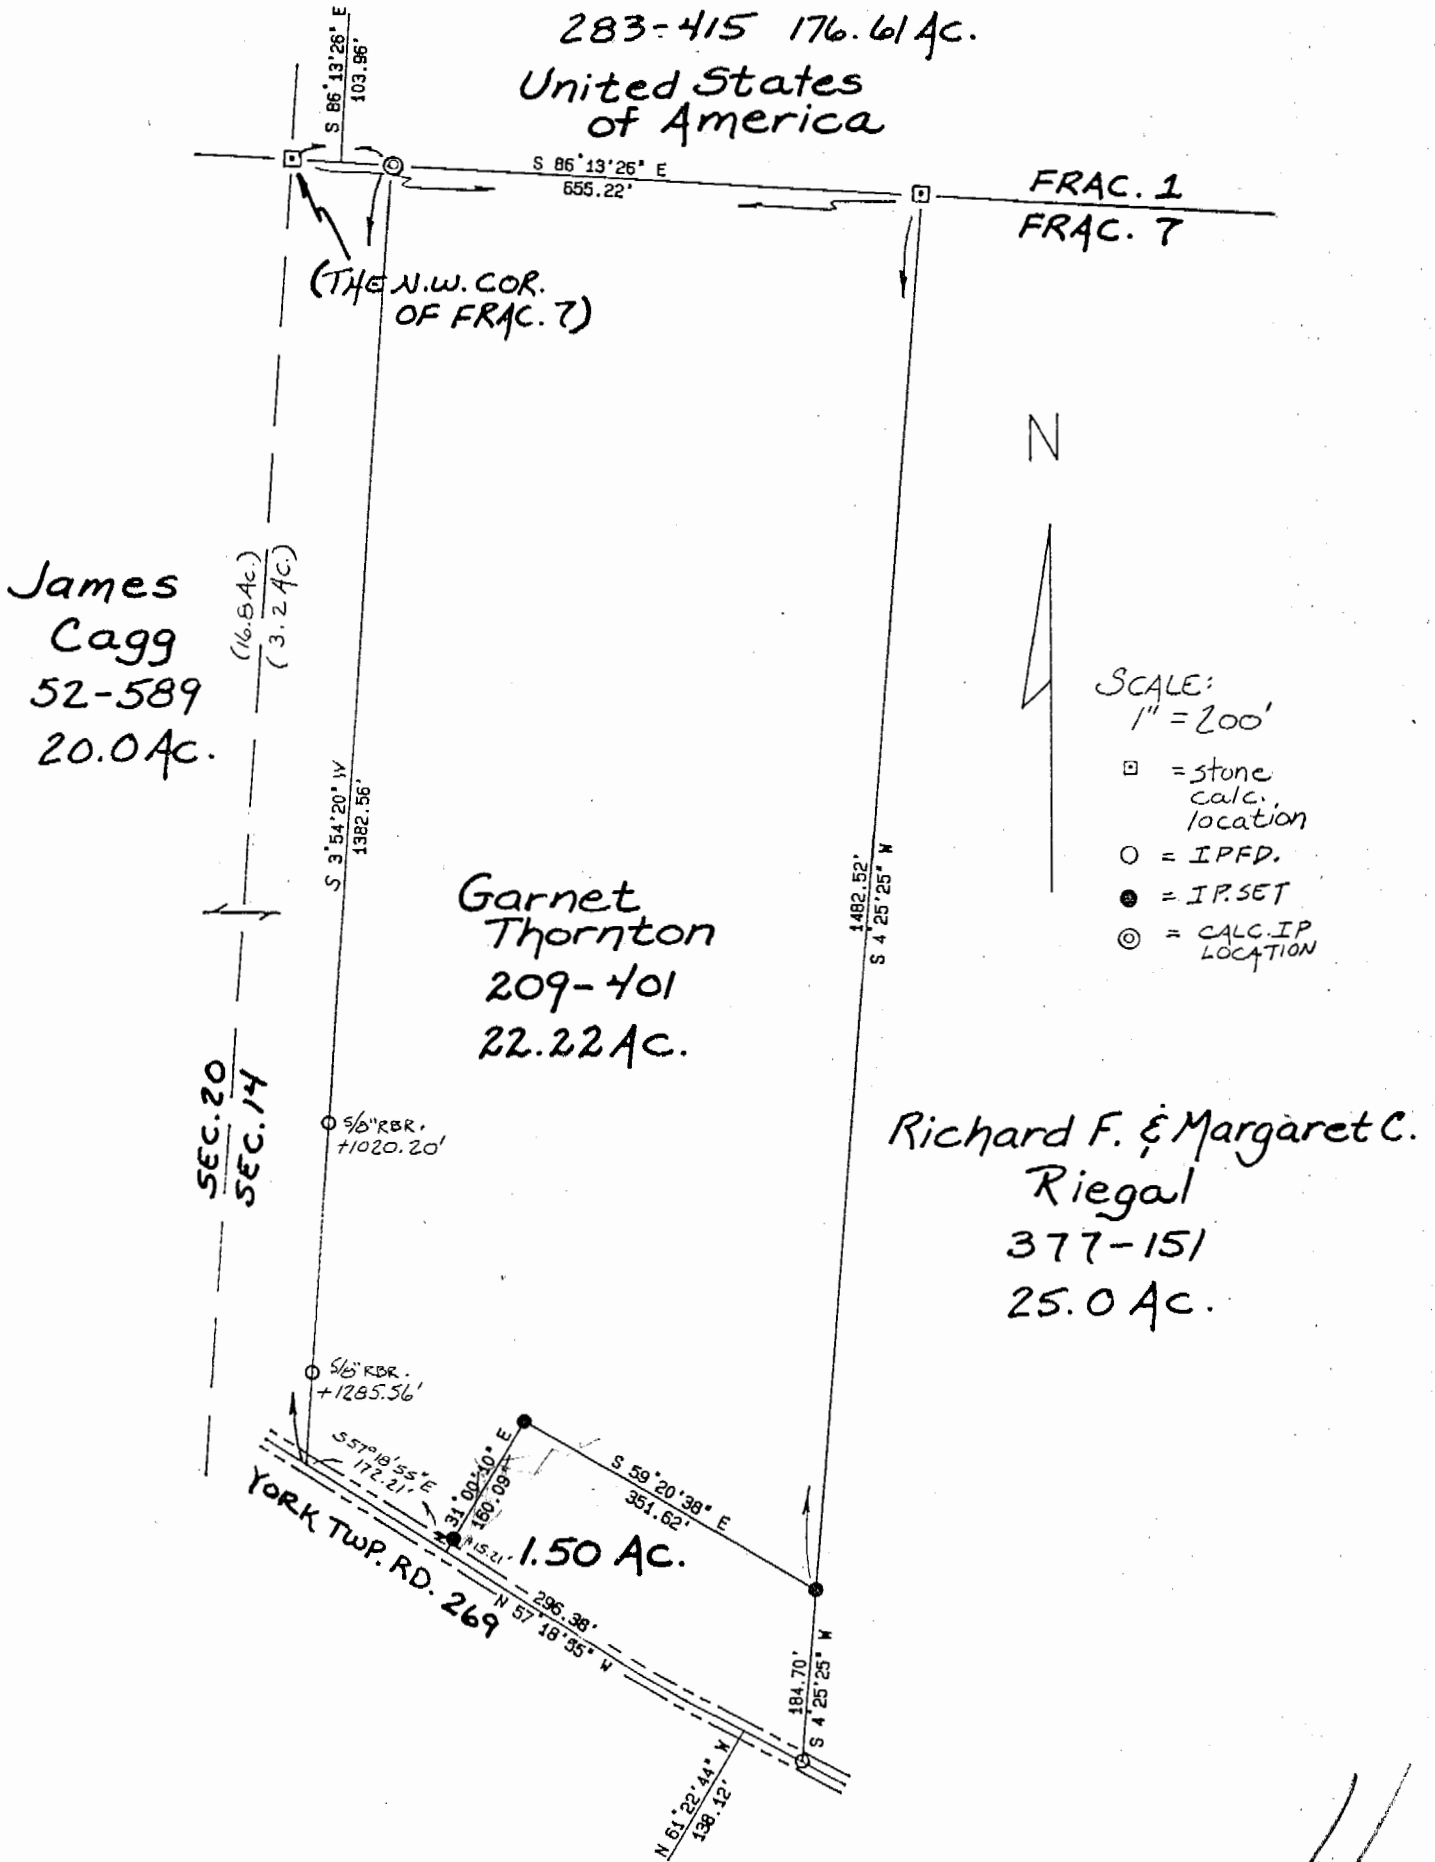 283-415 176.61 AC.
United States
of America
S 86°13'26" E
103.96'
S 86°13'26" E
655.22'
FRAC. 1
FRAC. 7
(THE N.W. COR.
OF FRAC. 7)
N
James
Cagg
52-589
20.0 AC.
(16.8 AC.)
(3.2 AC.)
SCALE:
1" = 200'
= stone
calc.
location
= IPFD.
= IP.SET
= CALC.IP
LOCATION
S 3°54'20" W
1382.56'
1482.52'
S 4°25'25" W
Garnet
Thornton
209-401
22.22 AC.
SEC.20
SEC.14
5/8" RBR.
+1020.20'
Richard F. & Margaret C.
Riegal
377-151
25.0 AC.
5/8" RBR.
+1285.56'
S57°18'55"E
172.21'
N 31°00'10" E
160.09'
S 59°20'38" E
351.62'
15.21'
1.50 AC.
YORK TWP. RD. 269
296.38'
N 57°18'55" W
184.70'
S 4°25'25" W
N 61°22'44" W
138.12'